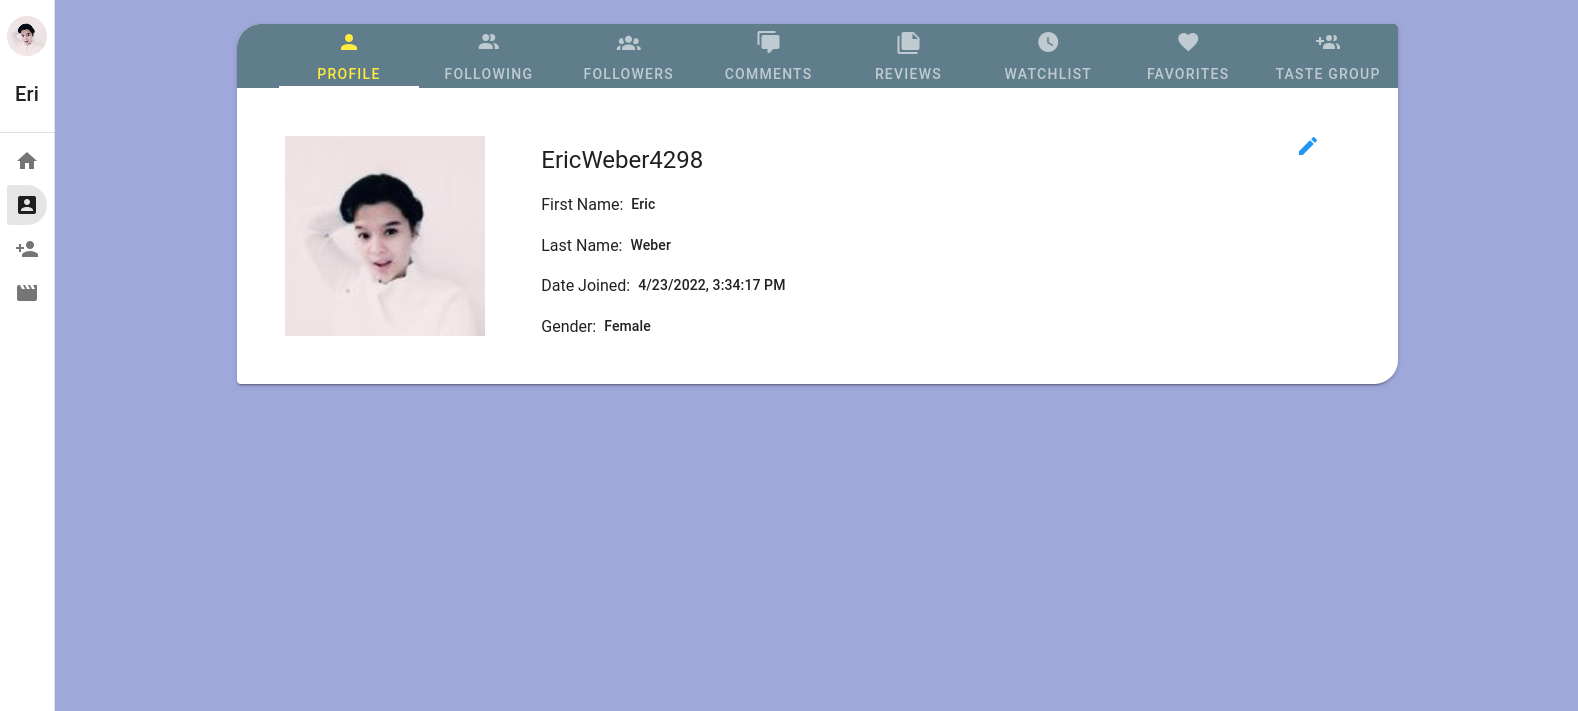 Eri
PROFILE
FOLLOWING
FOLLOWERS
COMMENTS
REVIEWS
WATCHLIST
FAVORITES
TASTE GROUP
EricWeber4298
First Name: Eric
Last Name: Weber
Date Joined: 4/23/2022, 3:34:17 PM
Gender: Female